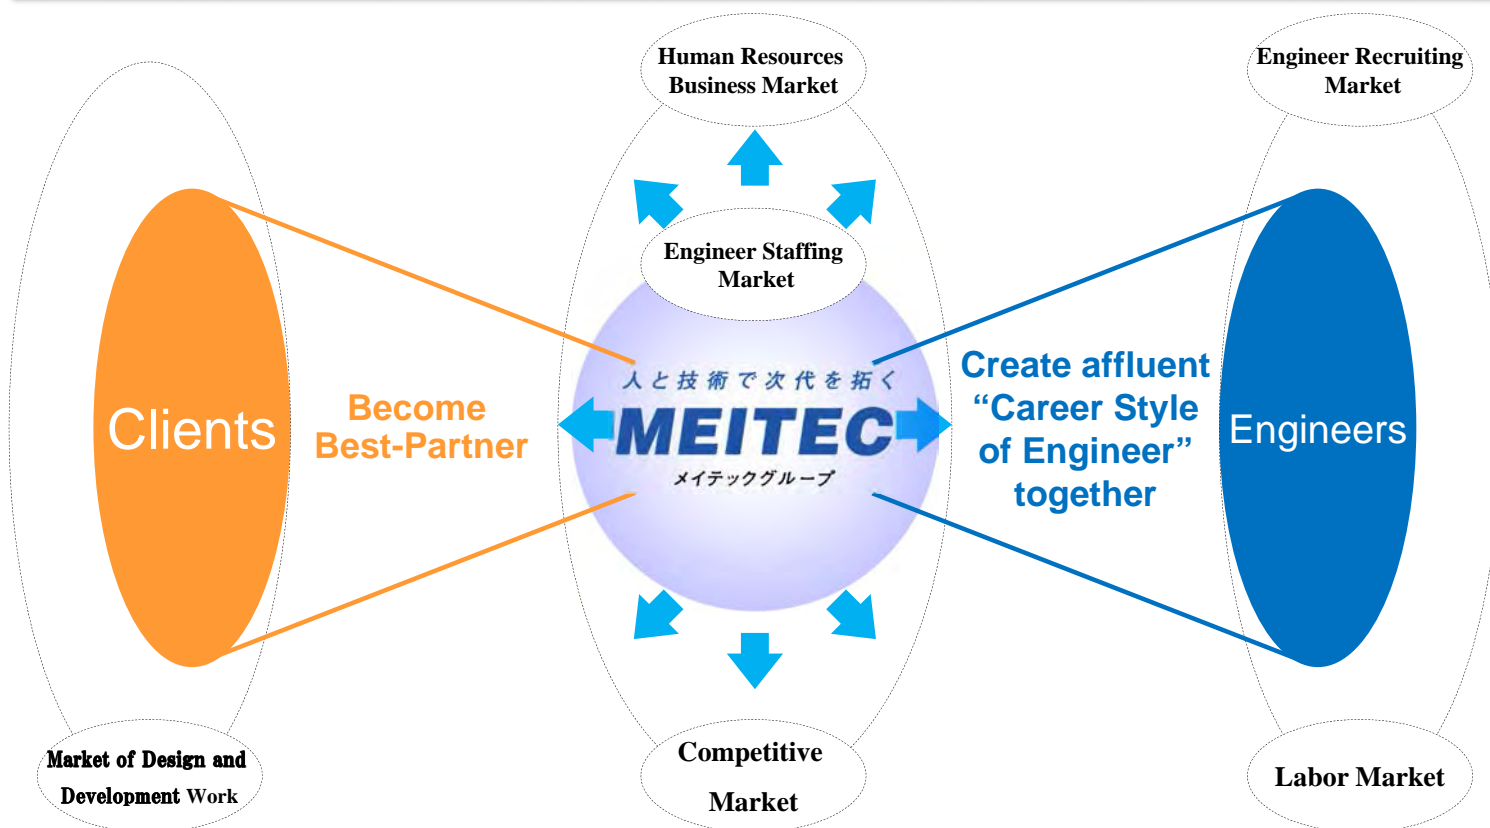 Human Resources
Business Market
Engineer Recruiting
Market
Engineer Staffing
Market
人と技術で次代を拓く
MEITEC
メイテックグループ
Clients
Become
Best-Partner
Create affluent
“Career Style
of Engineer”
together
Engineers
Market of Design and
Development Work
Competitive
Market
Labor Market